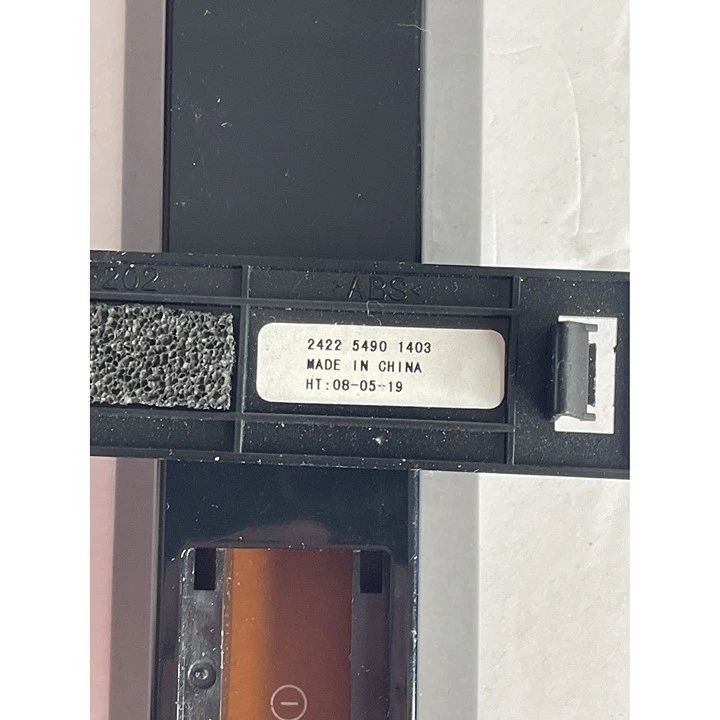 202
>ABS<
2422 5490 1403
MADE IN CHINA
HT:08-05-19